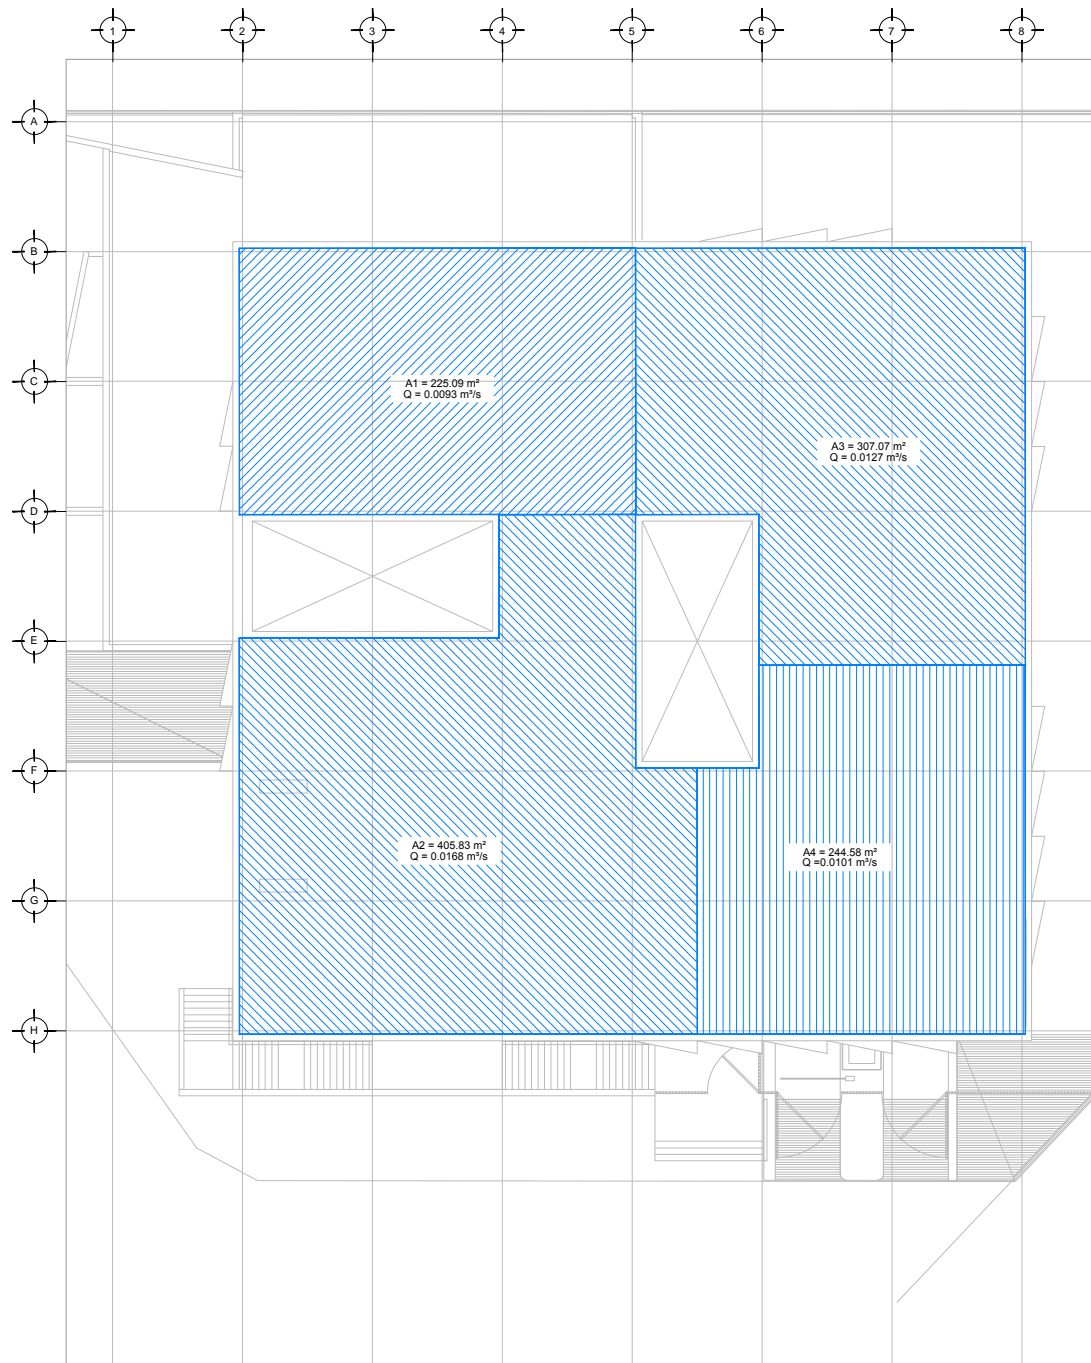 1 2 3 4 5 6 7 8
A
B
C
A1 = 225.09 m²
Q = 0.0093 m³/s
A3 = 307.07 m²
Q = 0.0127 m³/s
D
E
F
A2 = 405.83 m²
Q = 0.0168 m³/s
A4 = 244.58 m²
Q =0.0101 m³/s
G
H